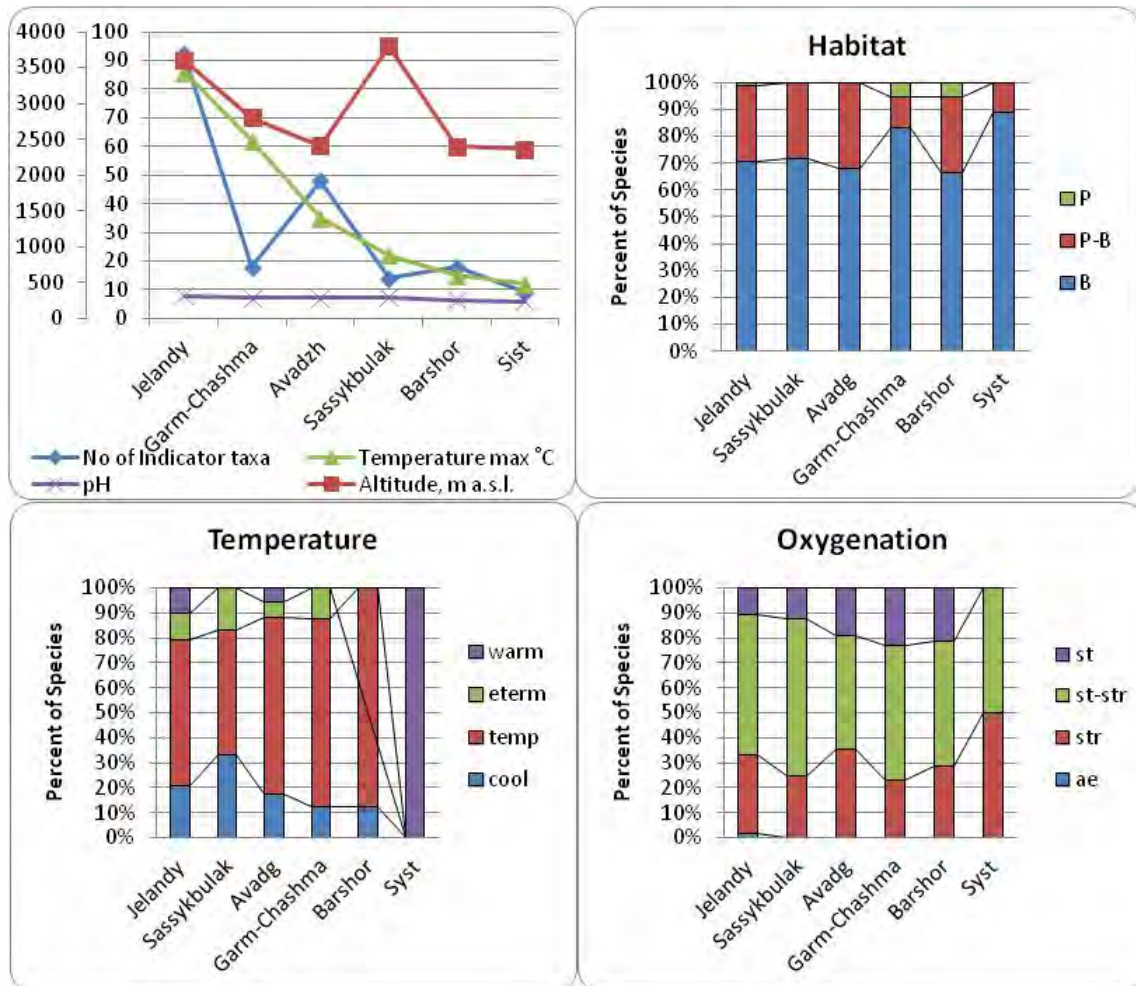 4000 100
3500 90
3000 80
70
2500 60
2000 50
1500 40
1000 30
20
500 10
0 0
Jelandy
Garm-Chashma
Avadzh
Sassykbulak
Barshor
Sist
No of Indicator taxa
Temperature max °C
pH
Altitude, m a.s.l.
Habitat
Percent of Species
100%
90%
80%
70%
60%
50%
40%
30%
20%
10%
0%
Jelandy
Sassykbulak
Avadg
Garm-Chashma
Barshor
Syst
P
P-B
B
Temperature
Percent of Species
100%
90%
80%
70%
60%
50%
40%
30%
20%
10%
0%
Jelandy
Sassykbulak
Avadg
Garm-Chashma
Barshor
Syst
warm
eterm
temp
cool
Oxygenation
Percent of Species
100%
90%
80%
70%
60%
50%
40%
30%
20%
10%
0%
Jelandy
Sassykbulak
Avadg
Garm-Chashma
Barshor
Syst
st
st-str
str
ae